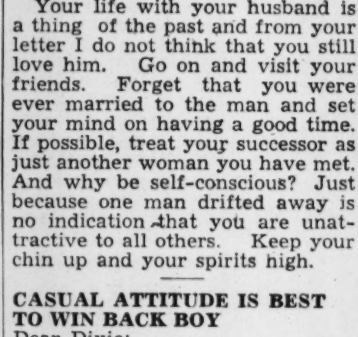 Your life with your husband is
a thing of the past and from your
letter I do not think that you still
love him. Go on and visit your
friends. Forget that you were
ever married to the man and set
your mind on having a good time.
If possible, treat your successor as
just another woman you have met.
And why be self-conscious? Just
because one man drifted away is
no indication that you are unat-
tractive to all others. Keep your
chin up and your spirits high.
CASUAL ATTITUDE IS BEST
TO WIN BACK BOY
Dear Dixie: